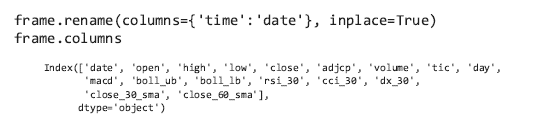 frame.rename(columns={'time':'date'}, inplace=True)
frame.columns
Index(['date', 'open', 'high', 'low', 'close', 'adjcp', 'volume', 'tic', 'day',
'macd', 'boll_ub', 'boll_lb', 'rsi_30', 'cci_30', 'dx_30',
'close_30_sma', 'close_60_sma'],
dtype='object')